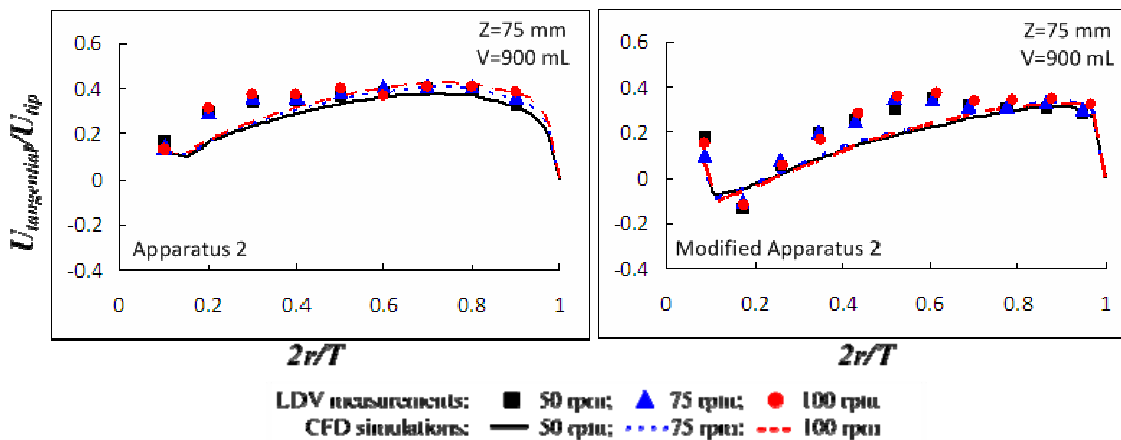 Z=75 mm
V=900 mL
0.6
0.4
0.2
0
-0.2
-0.4
Apparatus 2
0 0.2 0.4 0.6 0.8 1
2r/T
U tangential/U tip
Z=75 mm
V=900 mL
0.6
0.4
0.2
0
-0.2
-0.4
Modified Apparatus 2
0 0.2 0.4 0.6 0.8 1
2r/T
LDV measurements: 50 rpm; 75 rpm; 100 rpm
CFD simulations: 50 rpm; 75 rpm; 100 rpm